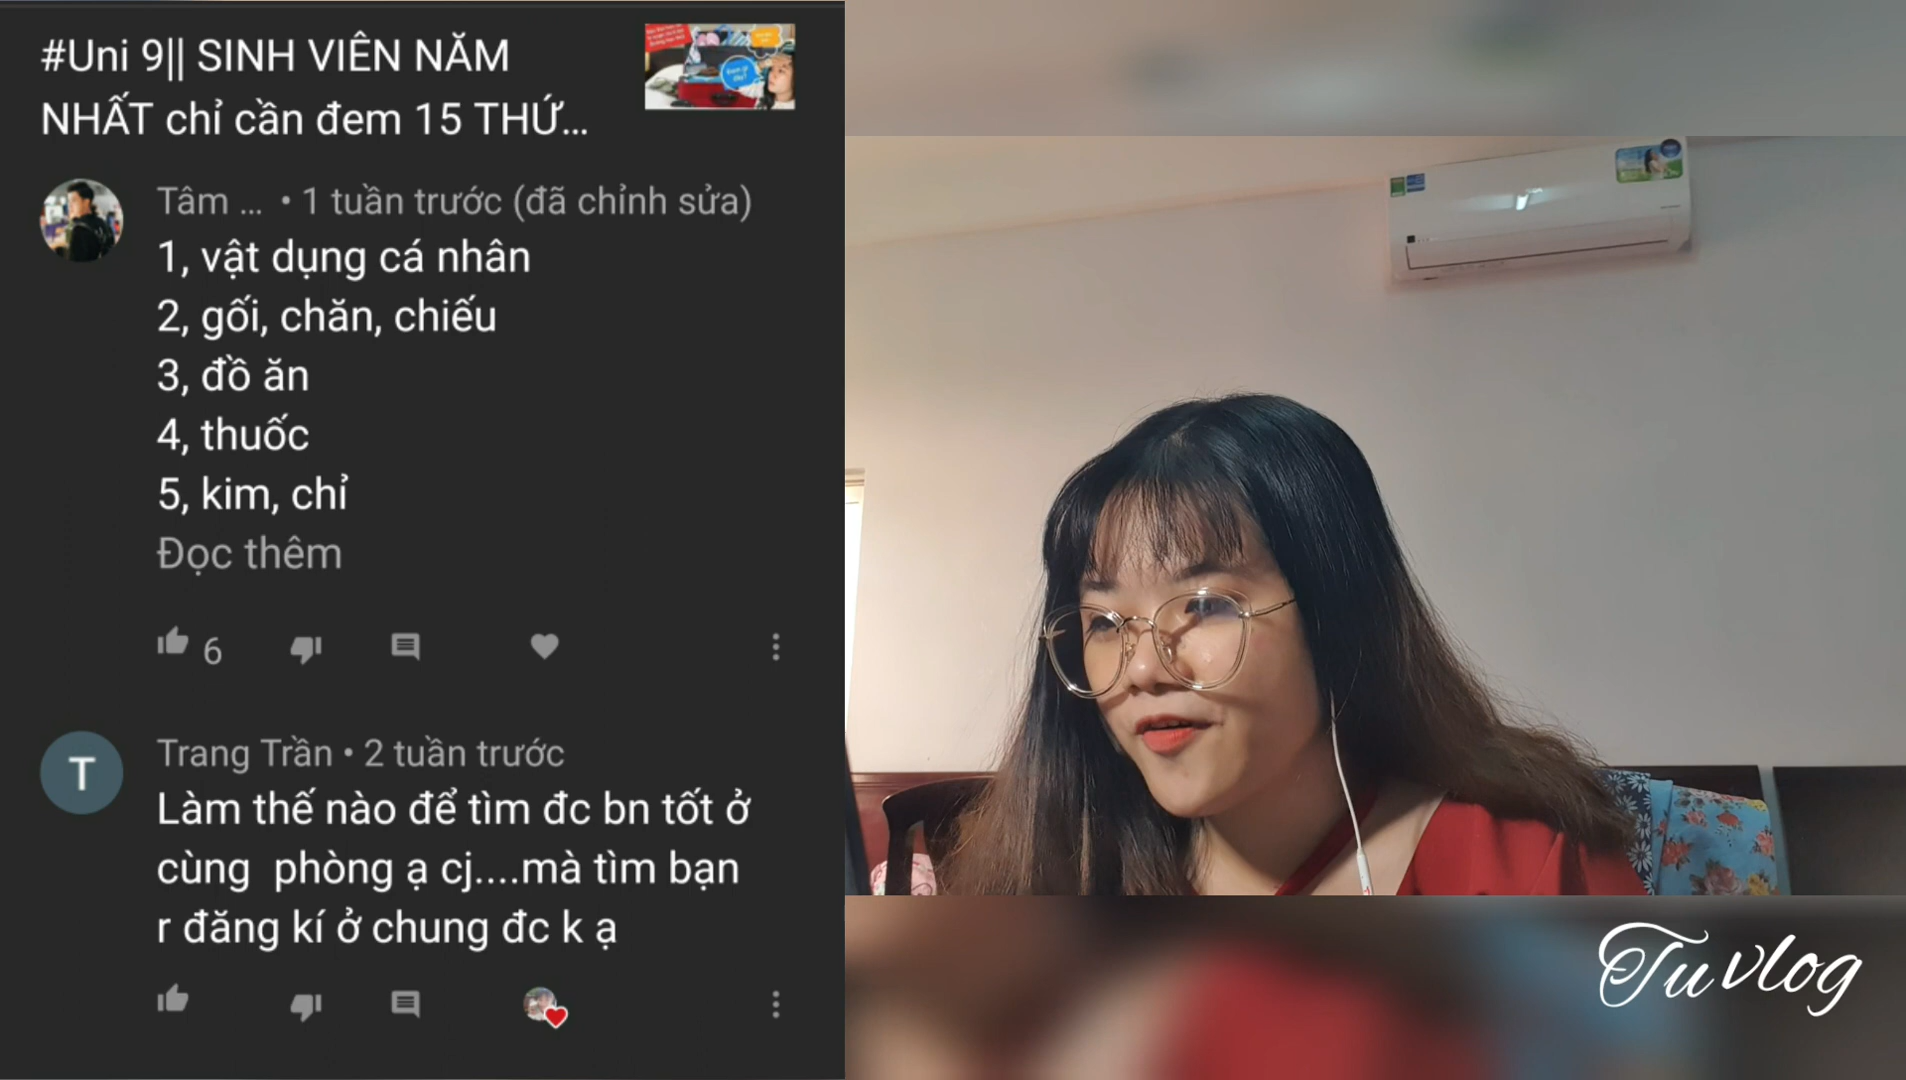 #Uni 9|| SINH VIÊN NĂM
NHẤT chỉ cần đem 15 THỨ...
Tâm ... • 1 tuần trước (đã chỉnh sửa)
1, vật dụng cá nhân
2, gối, chăn, chiếu
3, đồ ăn
4, thuốc
5, kim, chỉ
Đọc thêm
6
T
Trang Trần • 2 tuần trước
Làm thế nào để tìm đc bn tốt ở
cùng phòng ạ cj....mà tìm bạn
r đăng kí ở chung đc k ạ
Tu vlog